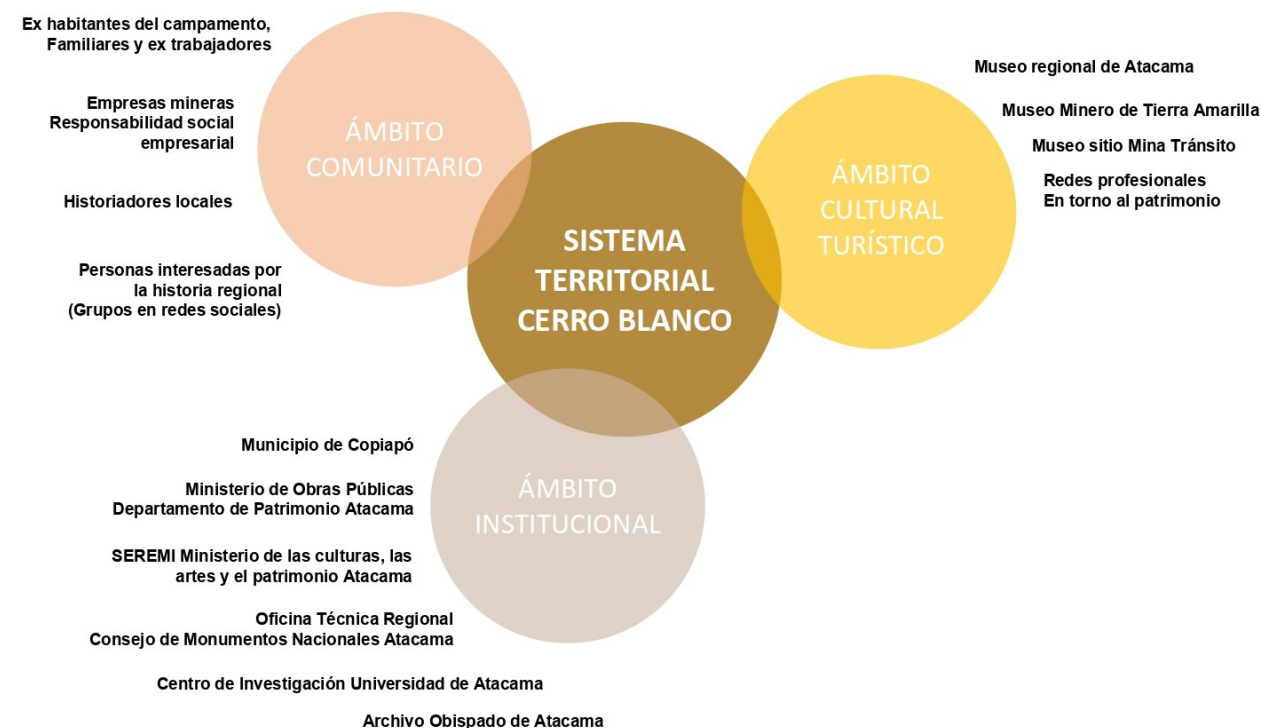 Ex habitantes del campamento,
Familiares y ex trabajadores
Empresas mineras
Responsabilidad social
empresarial
Historiadores locales
Personas interesadas por
la historia regional
(Grupos en redes sociales)
ÁMBITO
COMUNITARIO
SISTEMA
TERRITORIAL
CERRO BLANCO
ÁMBITO
CULTURAL
TURÍSTICO
Museo regional de Atacama
Museo Minero de Tierra Amarilla
Museo sitio Mina Tránsito
Redes profesionales
En torno al patrimonio
ÁMBITO
INSTITUCIONAL
Municipio de Copiapó
Ministerio de Obras Públicas
Departamento de Patrimonio Atacama
SEREMI Ministerio de las culturas, las
artes y el patrimonio Atacama
Oficina Técnica Regional
Consejo de Monumentos Nacionales Atacama
Centro de Investigación Universidad de Atacama
Archivo Obispado de Atacama